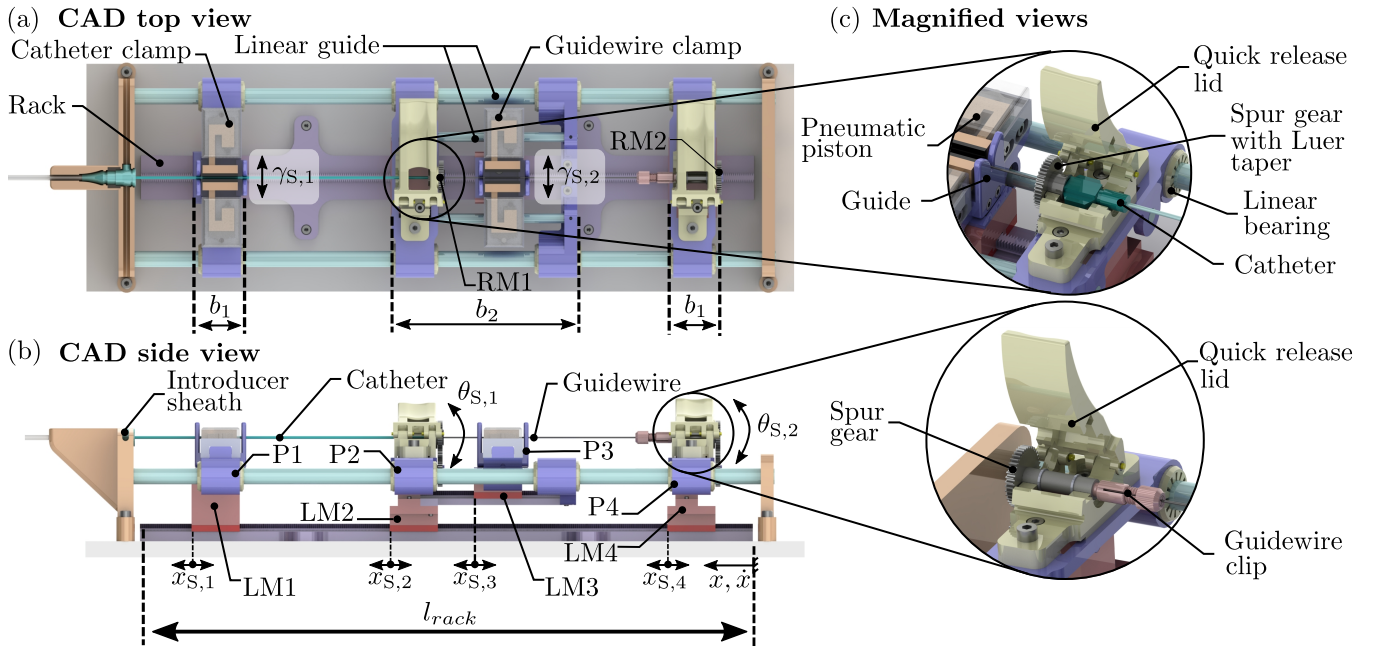 (a) CAD top view
Catheter clamp
Linear guide
Guidewire clamp
Rack
γS,1
γS,2
RM2
RM1
b1
b2
b1
(b) CAD side view
Introducer
sheath
Catheter
θS,1
Guidewire
θS,2
P1
P2
P3
P4
LM2
LM4
xS,1
LM1
xS,2
xS,3
LM3
xS,4
x, ẋ
lrack
(c) Magnified views
Quick release
lid
Pneumatic
piston
Spur gear
with Luer
taper
Guide
Linear
bearing
Catheter
Quick release
lid
Spur
gear
Guidewire
clip